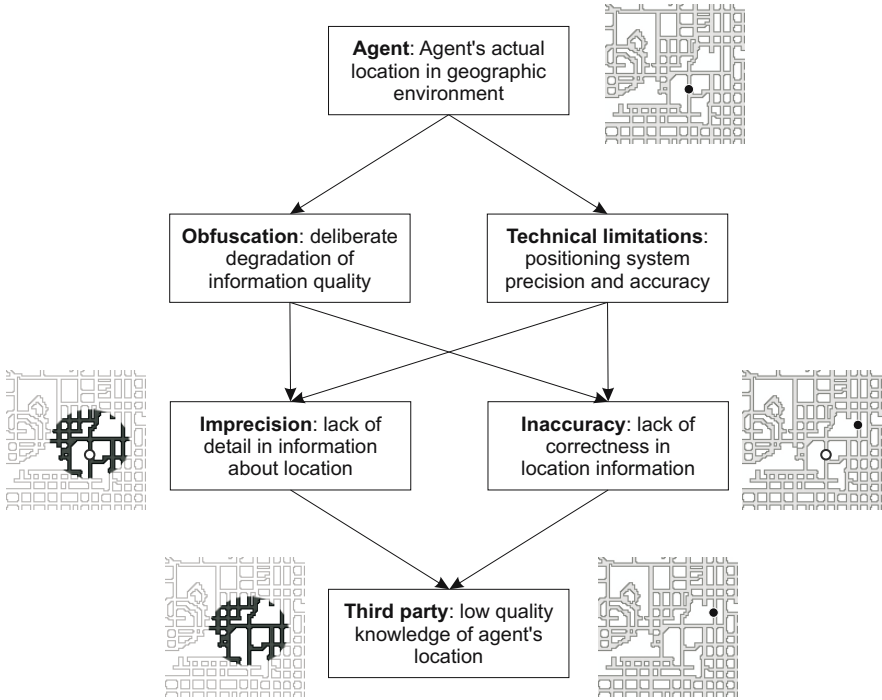 Agent: Agent's actual
location in geographic
environment
Obfuscation: deliberate
degradation of
information quality
Technical limitations:
positioning system
precision and accuracy
Imprecision: lack of
detail in information
about location
Inaccuracy: lack of
correctness in
location information
Third party: low quality
knowledge of agent's
location